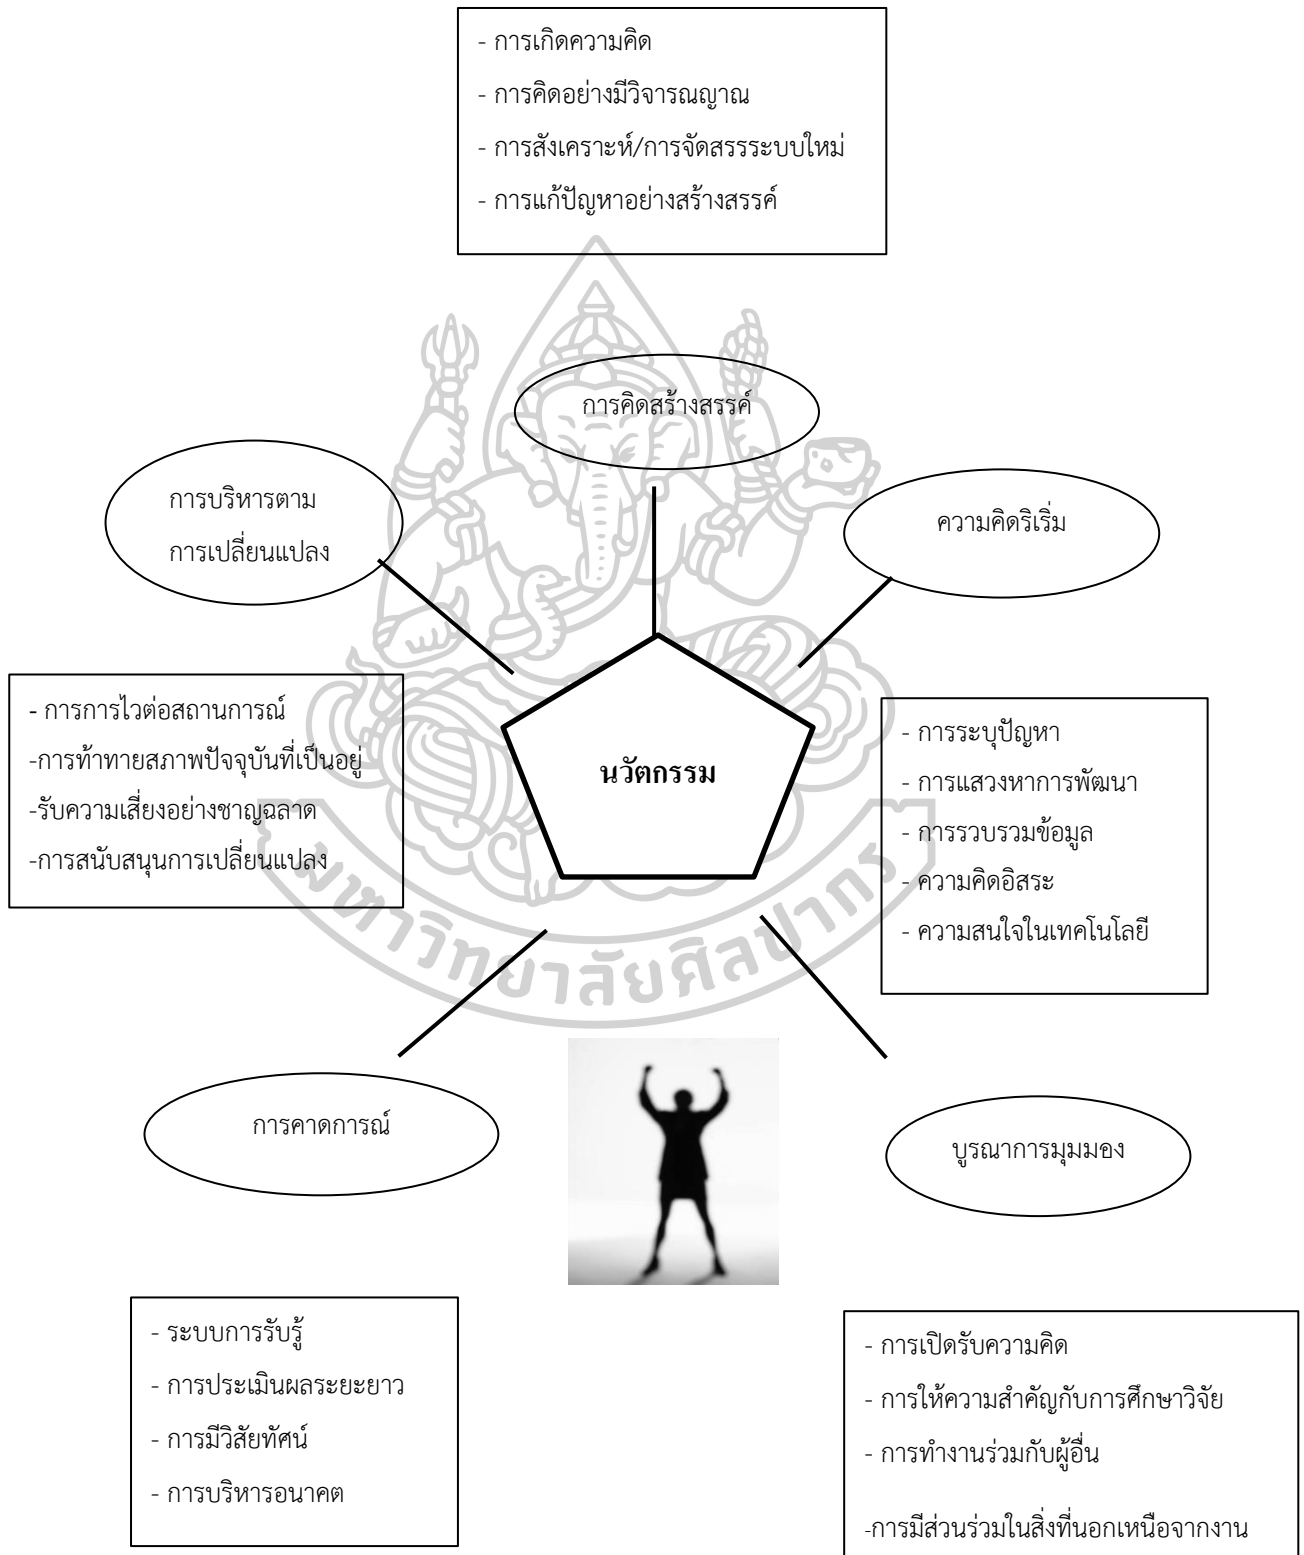 - การเกิดความคิด
- การคิดอย่างมีวิจารณญาณ
- การสังเคราะห์/การจัดสรรระบบใหม่
- การแก้ปัญหาอย่างสร้างสรรค์
การคิดสร้างสรรค์
การบริหารตาม
การเปลี่ยนแปลง
ความคิดริเริ่ม
- การการไวต่อสถานการณ์
-การท้าทายสภาพปัจจุบันที่เป็นอยู่
-รับความเสี่ยงอย่างชาญฉลาด
-การสนับสนุนการเปลี่ยนแปลง
นวัตกรรม
- การระบุปัญหา
- การแสวงหาการพัฒนา
- การรวบรวมข้อมูล
- ความคิดอิสระ
- ความสนใจในเทคโนโลยี
มหาวิทยาลัยศิลปากร
การคาดการณ์
บูรณาการมุมมอง
- ระบบการรับรู้
- การประเมินผลระยะยาว
- การมีวิสัยทัศน์
- การบริหารอนาคต
- การเปิดรับความคิด
- การให้ความสำคัญกับการศึกษาวิจัย
- การทำงานร่วมกับผู้อื่น
-การมีส่วนร่วมในสิ่งที่นอกเหนือจากงาน